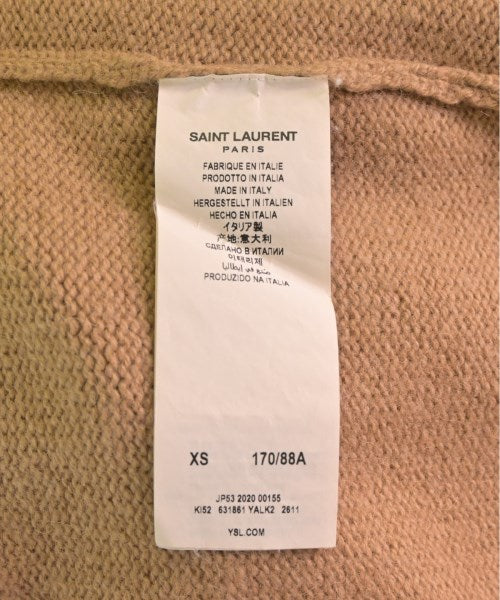 SAINT LAURENT
PARIS
FABRIQUE EN ITALIE
PRODOTTO IN ITALIA
MADE IN ITALY
HERGESTELLT IN ITALIEN
HECHO EN ITALIA
イタリア製
产地:意大利
СДЕЛАНО В ИТАЛИИ
이태리제
صنع في إيطاليا
PRODUZIDO NA ITALIA
XS 170/88A
JP53 2020 00155
KI52 631861 YALK2 2611
YSL.COM